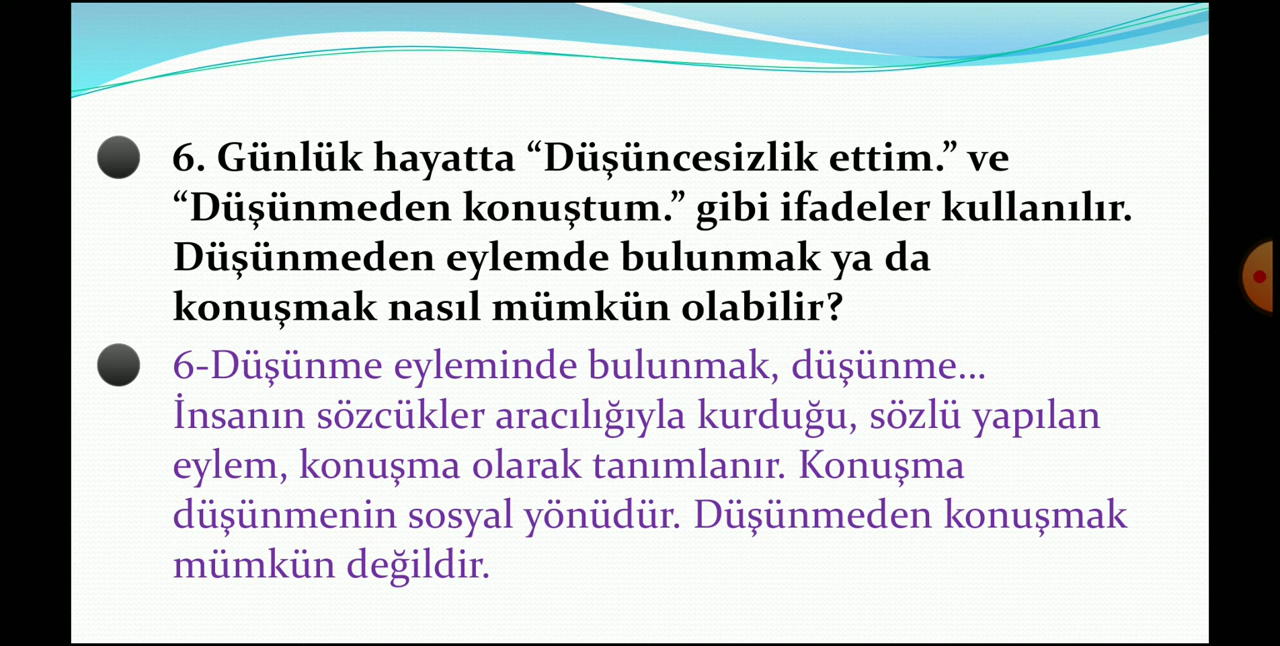 6. Günlük hayatta “Düşüncesizlik ettim.” ve
“Düşünmeden konuştum.” gibi ifadeler kullanılır.
Düşünmeden eylemde bulunmak ya da
konuşmak nasıl mümkün olabilir?
6-Düşünme eyleminde bulunmak, düşünme...
İnsanın sözcükler aracılığıyla kurduğu, sözlü yapılan
eylem, konuşma olarak tanımlanır. Konuşma
düşünmenin sosyal yönüdür. Düşünmeden konuşmak
mümkün değildir.